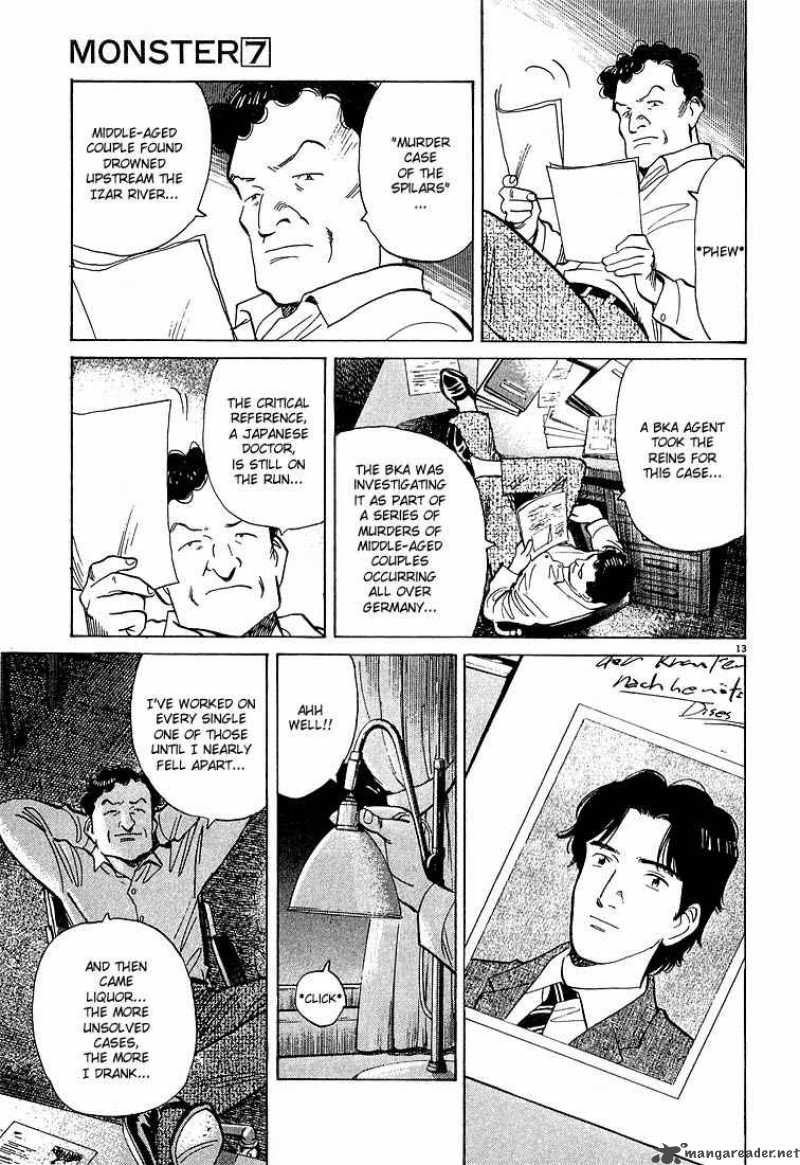 MONSTER 7
*PHEW*
"MURDER
CASE
OF THE
SPILARS"
...
MIDDLE-AGED
COUPLE FOUND
DROWNED
UPSTREAM THE
IZAR RIVER...
A BKA AGENT
TOOK THE
REINS FOR
THIS CASE...
THE BKA WAS
INVESTIGATING
IT AS PART
OF A SERIES
OF MURDERS
OF MIDDLE-AGED
COUPLES
OCCURRING
ALL OVER
GERMANY...
THE CRITICAL
REFERENCE,
A JAPANESE
DOCTOR,
IS STILL ON
THE RUN...
13
Dises
AHH
WELL!!
*CLICK*
I'VE WORKED ON
EVERY SINGLE
ONE OF THOSE
UNTIL I NEARLY
FELL APART...
AND THEN
CAME
LIQUOR...
THE MORE
UNSOLVED
CASES,
THE MORE
I DRANK...
mangareader.net